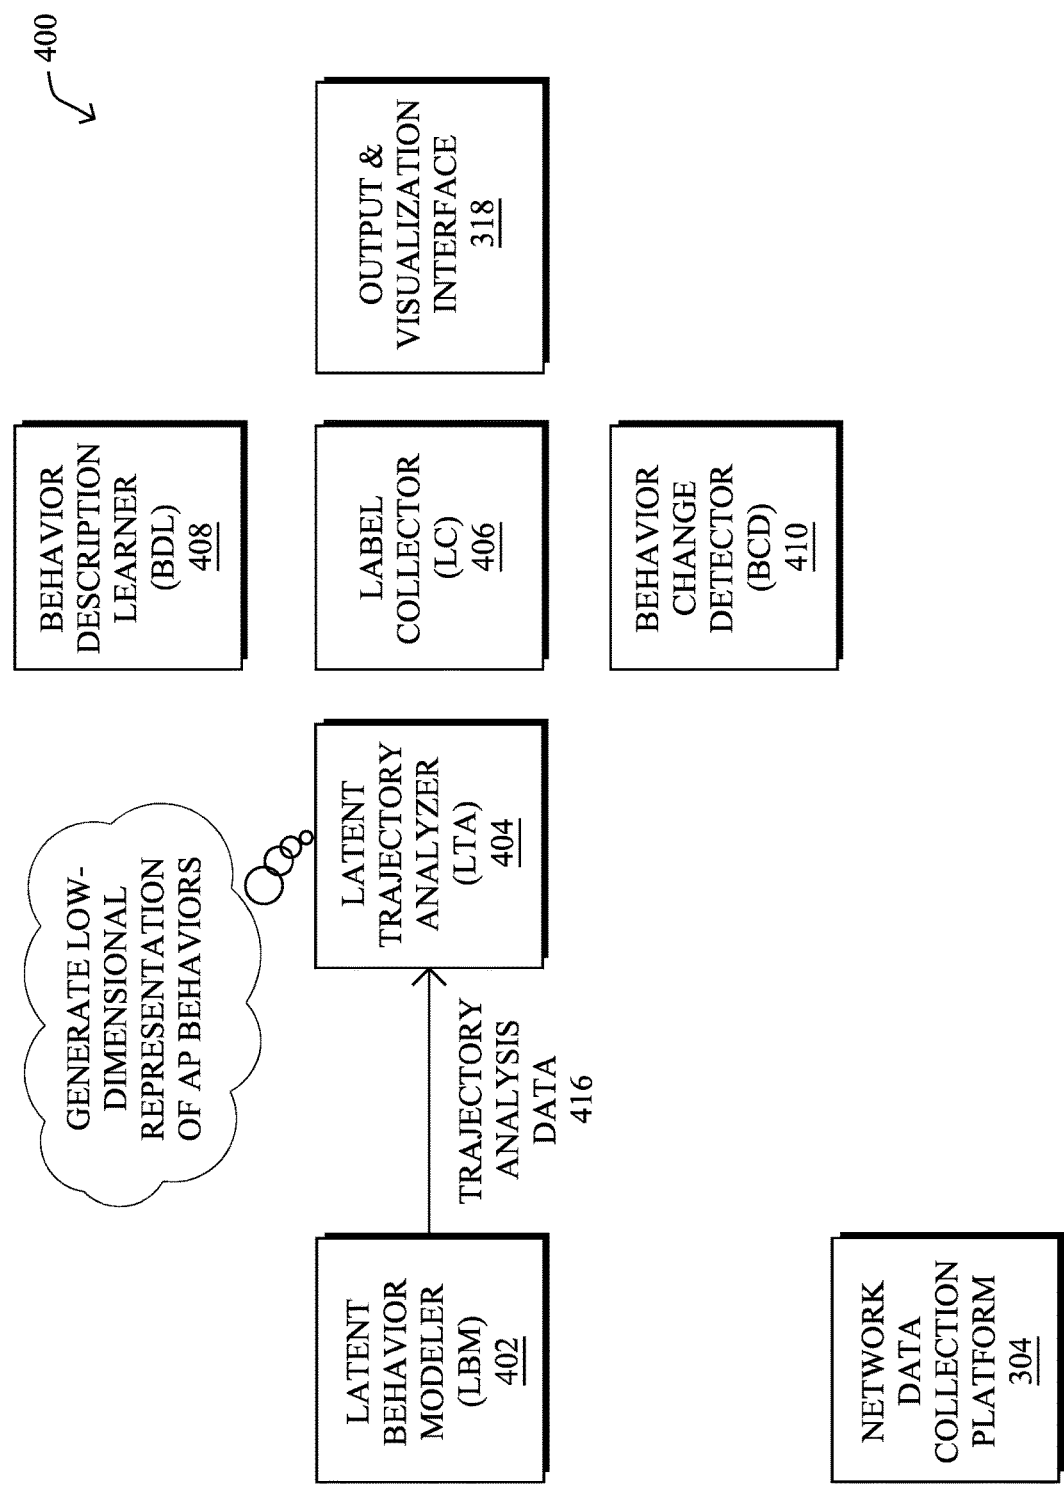 400
BEHAVIOR
DESCRIPTION
LEARNER
(BDL)
408
GENERATE LOW-
DIMENSIONAL
REPRESENTATION
OF AP BEHAVIORS
LATENT
BEHAVIOR
MODELER
(LBM)
402
TRAJECTORY
ANALYSIS
DATA
416
LATENT
TRAJECTORY
ANALYZER
(LTA)
404
LABEL
COLLECTOR
(LC)
406
OUTPUT &
VISUALIZATION
INTERFACE
318
BEHAVIOR
CHANGE
DETECTOR
(BCD)
410
NETWORK
DATA
COLLECTION
PLATFORM
304